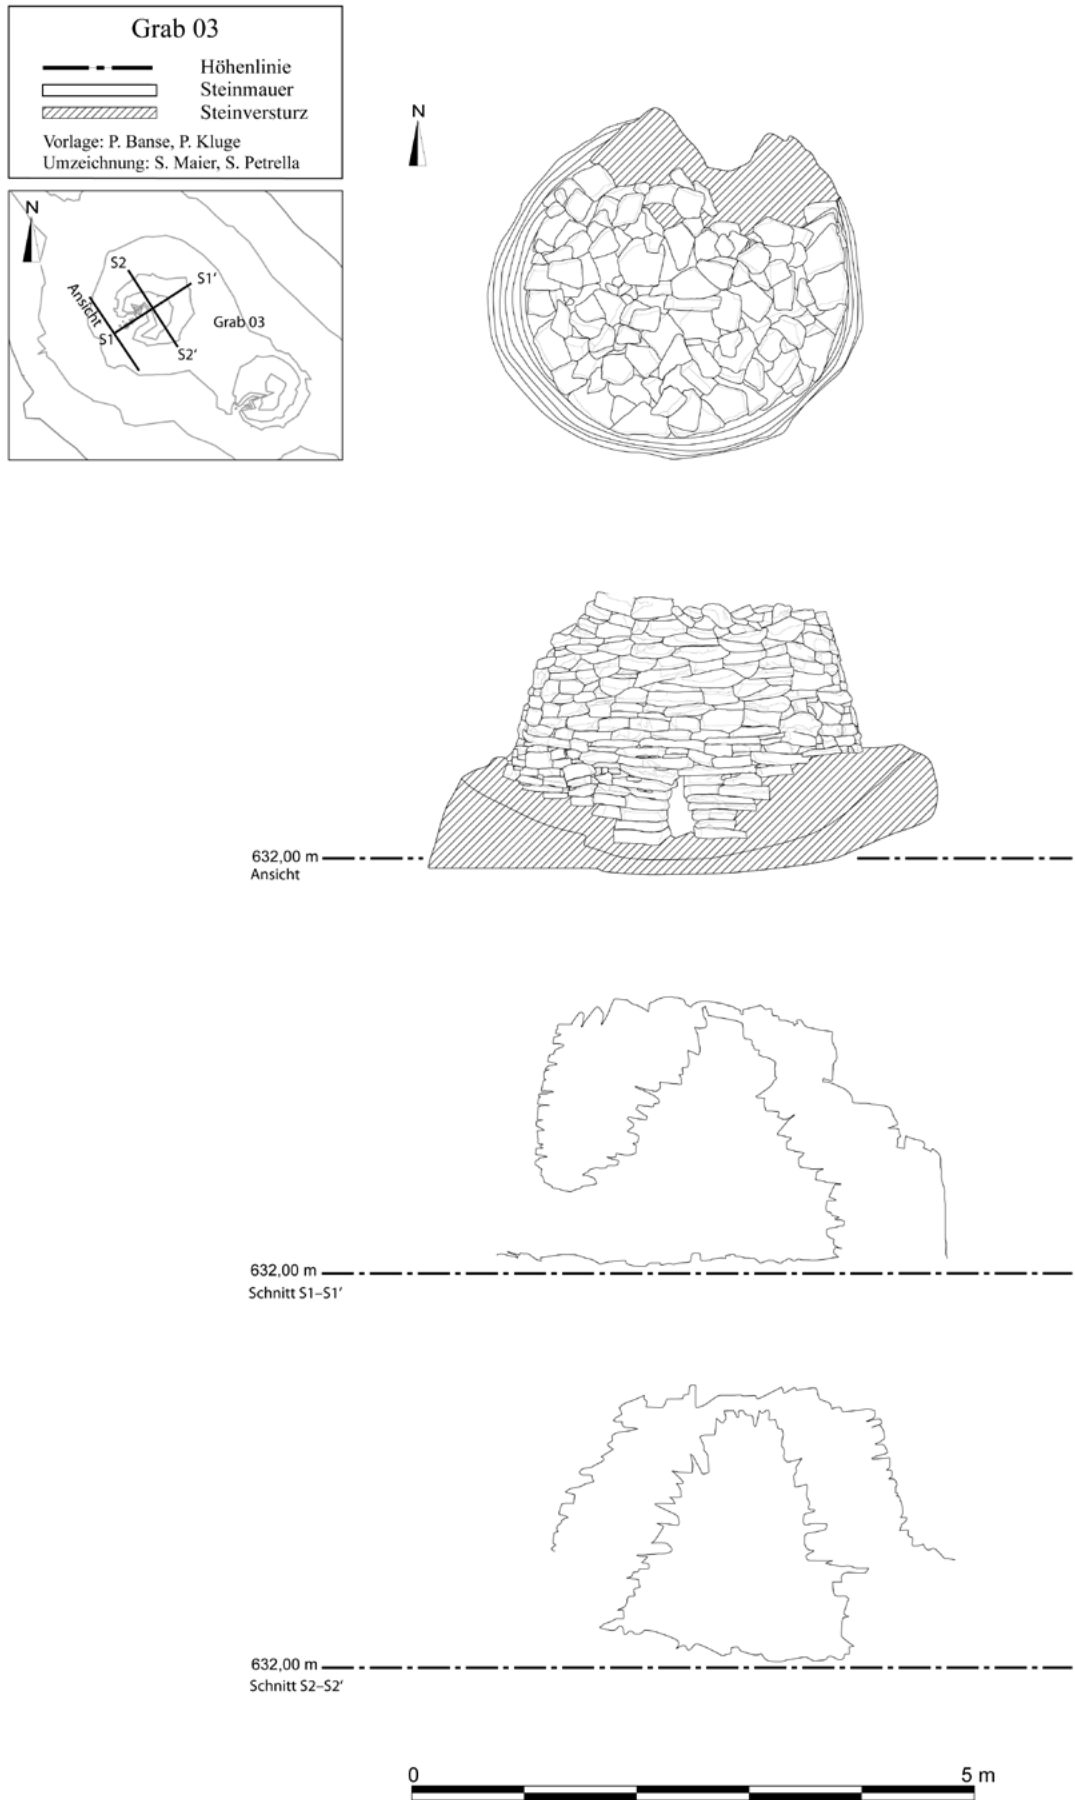 Grab 03
Höhenlinie
Steinmauer
Steinversturz
Vorlage: P. Banse, P. Kluge
Umzeichnung: S. Maier, S. Petrella
N
N
S2
S1'
Ansicht
Grab 03
S1
S2'
632,00 m
Ansicht
632,00 m
Schnitt S1–S1'
632,00 m
Schnitt S2–S2'
0 5 m